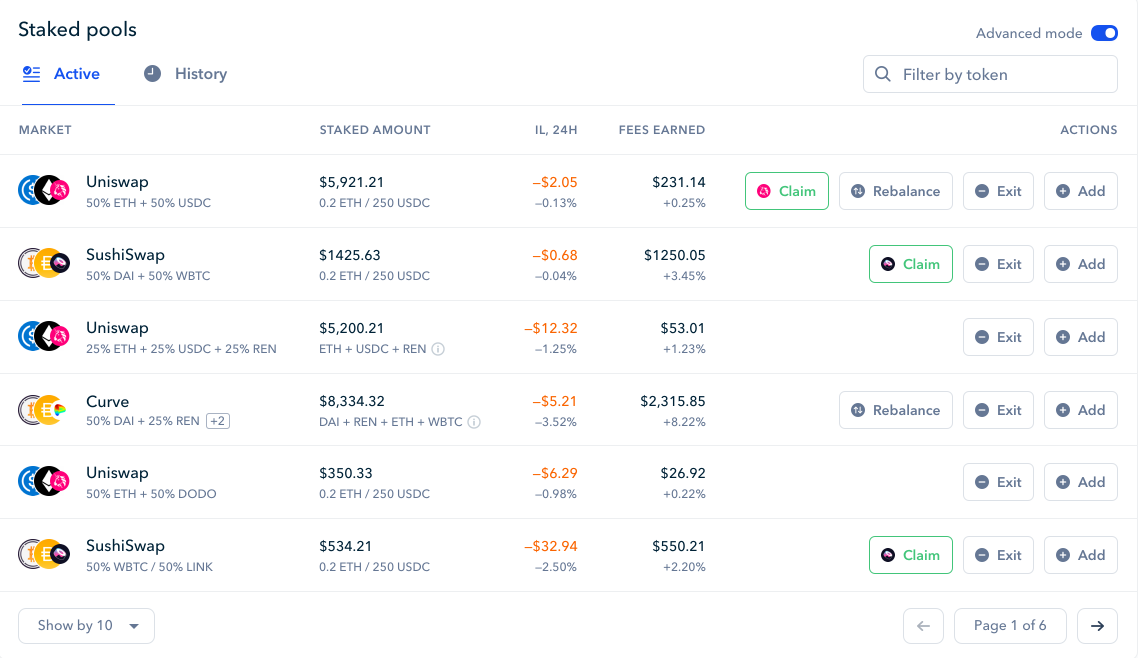 Staked pools
Advanced mode
Active
History
Filter by token
MARKET STAKED AMOUNT IL, 24H FEES EARNED ACTIONS
Uniswap $5,921.21 –$2.05 $231.14 Claim Rebalance Exit Add
50% ETH + 50% USDC 0.2 ETH / 250 USDC –0.13% +0.25%
SushiSwap $1425.63 –$0.68 $1250.05 Claim Exit Add
50% DAI + 50% WBTC 0.2 ETH / 250 USDC –0.04% +3.45%
Uniswap $5,200.21 –$12.32 $53.01 Exit Add
25% ETH + 25% USDC + 25% REN ETH + USDC + REN –1.25% +1.23%
Curve $8,334.32 –$5.21 $2,315.85 Rebalance Exit Add
50% DAI + 25% REN +2 DAI + REN + ETH + WBTC –3.52% +8.22%
Uniswap $350.33 –$6.29 $26.92 Exit Add
50% ETH + 50% DODO 0.2 ETH / 250 USDC –0.98% +0.22%
SushiSwap $534.21 –$32.94 $550.21 Claim Exit Add
50% WBTC / 50% LINK 0.2 ETH / 250 USDC –2.50% +2.20%
Show by 10
Page 1 of 6